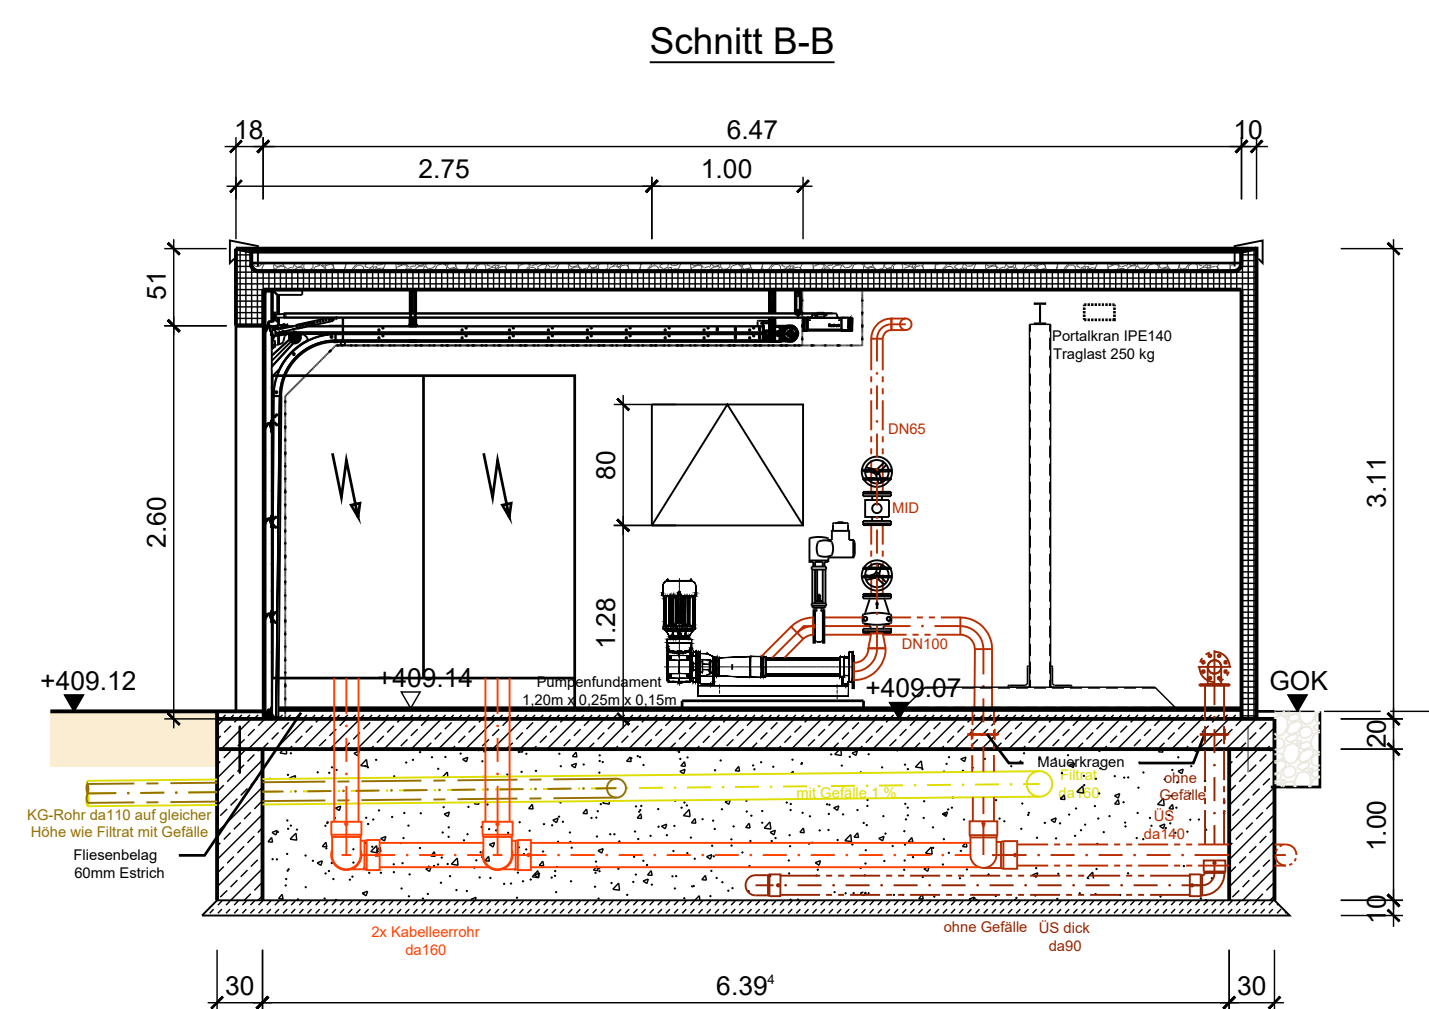 Schnitt B-B
18
6.47
10
2.75
1.00
51
Portalkran IPE140
Traglast 250 kg
DN65
80
3.11
2.60
MID
1.28
DN100
+409.12
+409.14
Pumpenfundament
1,20m x 0,25m x 0,15m
+409.07
GOK
20
Mauerkragen
Filtrat
da160
mit Gefälle 1 %
ohne
Gefälle
ÜS
da140
KG-Rohr da110 auf gleicher
Höhe wie Filtrat mit Gefälle
Fliesenbelag
60mm Estrich
1.00
10
2x Kabelleerrohr
da160
ohne Gefälle
ÜS dick
da90
30
6.39⁴
30